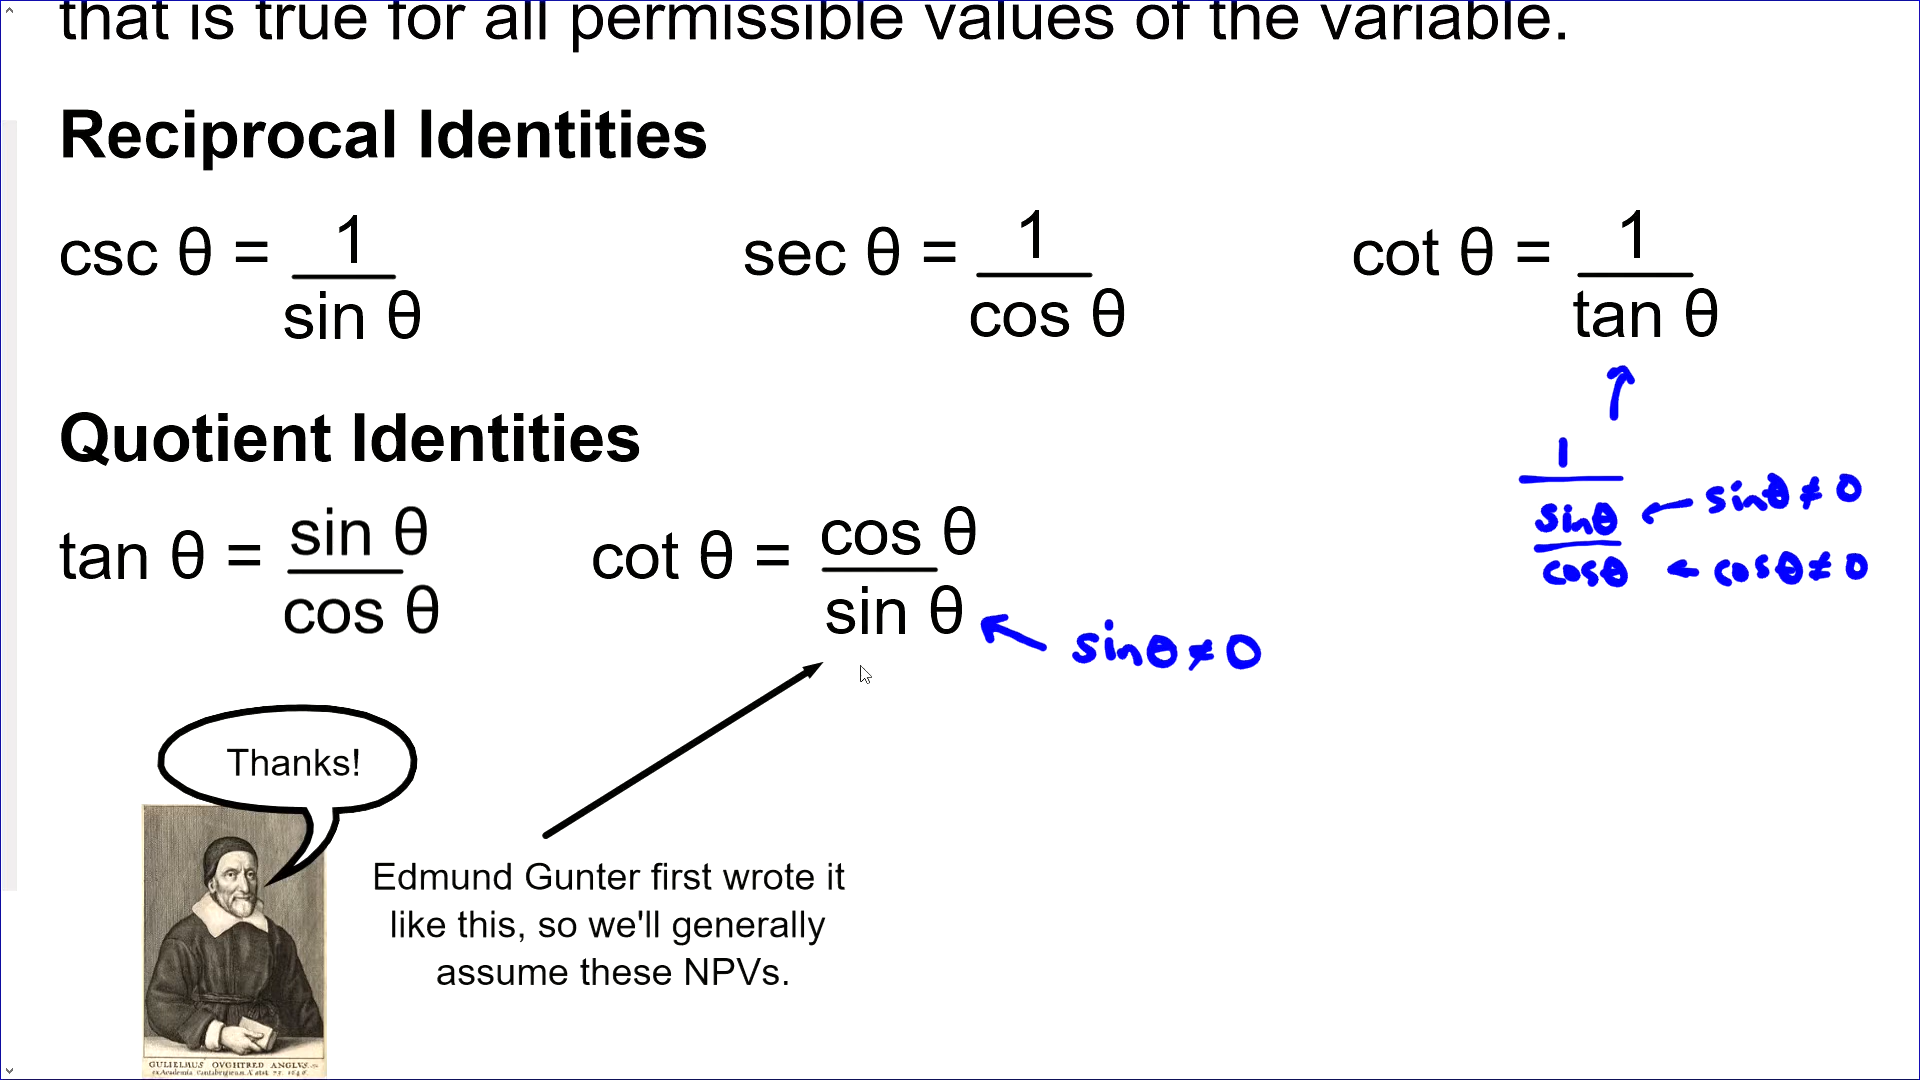 that is true for all permissible values of the variable.
Reciprocal Identities
csc θ = 1/sin θ
sec θ = 1/cos θ
cot θ = 1/tan θ
1/(sinθ/cosθ)
sinθ ≠ 0
cosθ ≠ 0
Quotient Identities
tan θ = sin θ/cos θ
cot θ = cos θ/sin θ
sinθ ≠ 0
Thanks!
Edmund Gunter first wrote it
like this, so we'll generally
assume these NPVs.
GULIELMUS OVGHTRED ANGLVS